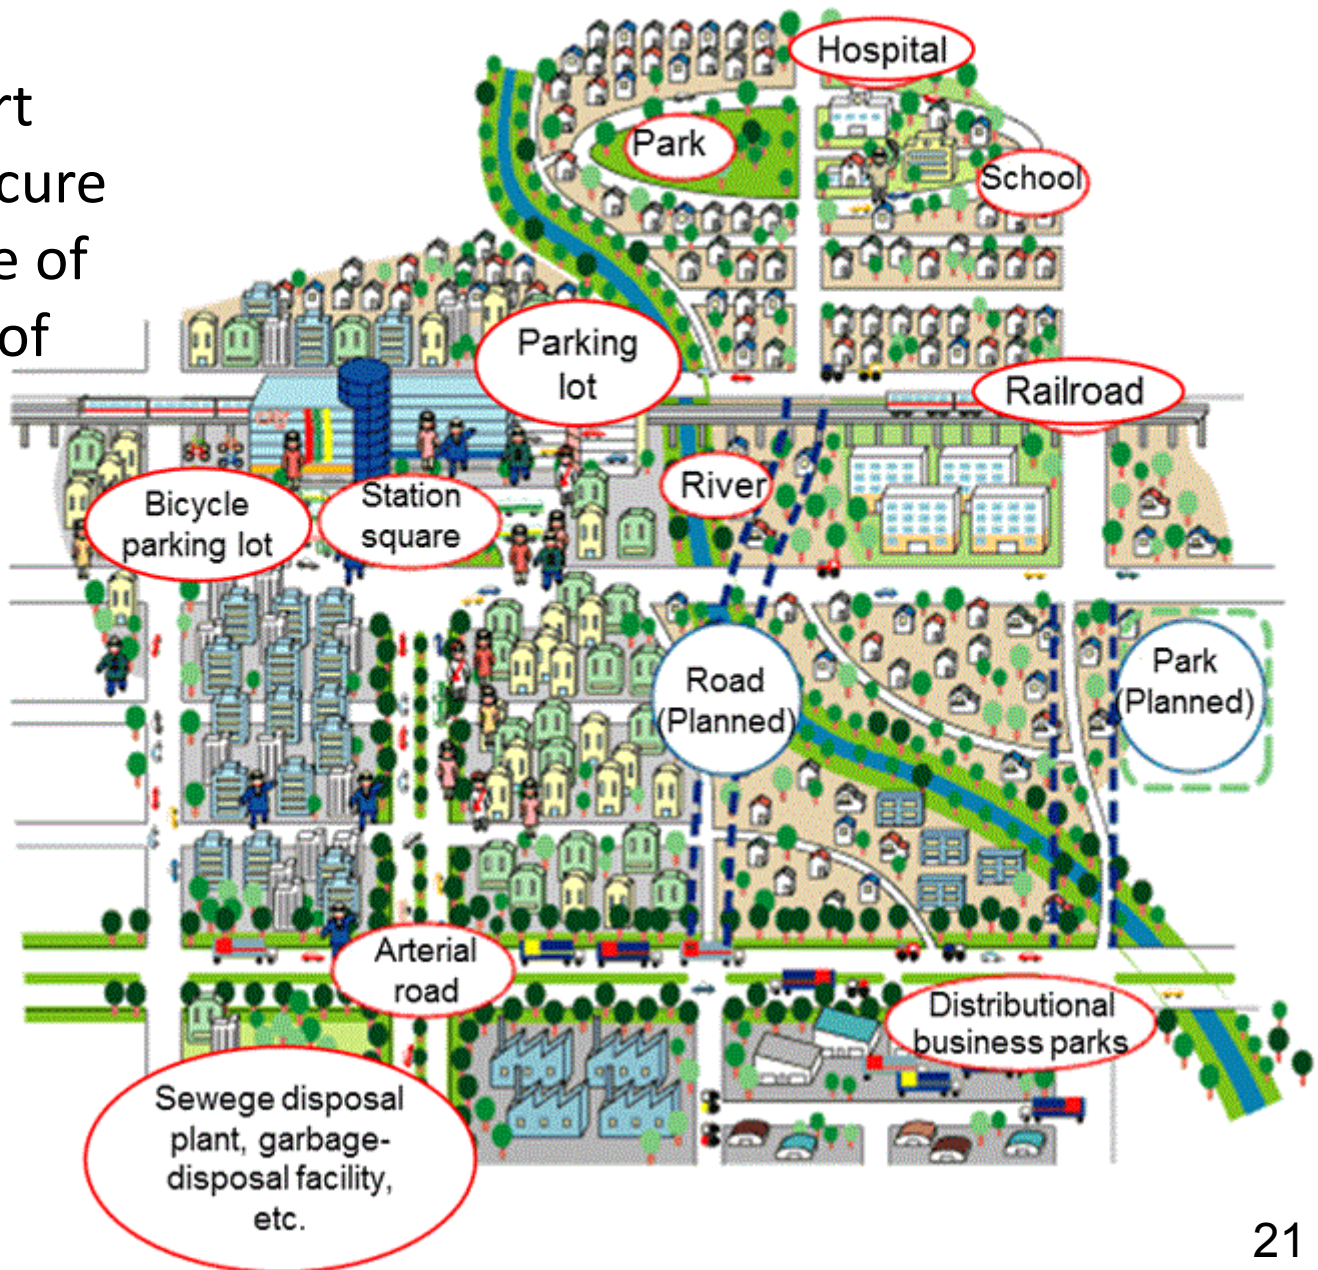 rt
cure
e of
of
Hospital
Park
School
Parking
lot
Railroad
city
Bicycle
parking lot
Station
square
River
Road
(Planned)
Park
(Planned)
Arterial
road
Distributional
business parks
Sewege disposal
plant, garbage-
disposal facility,
etc.
21